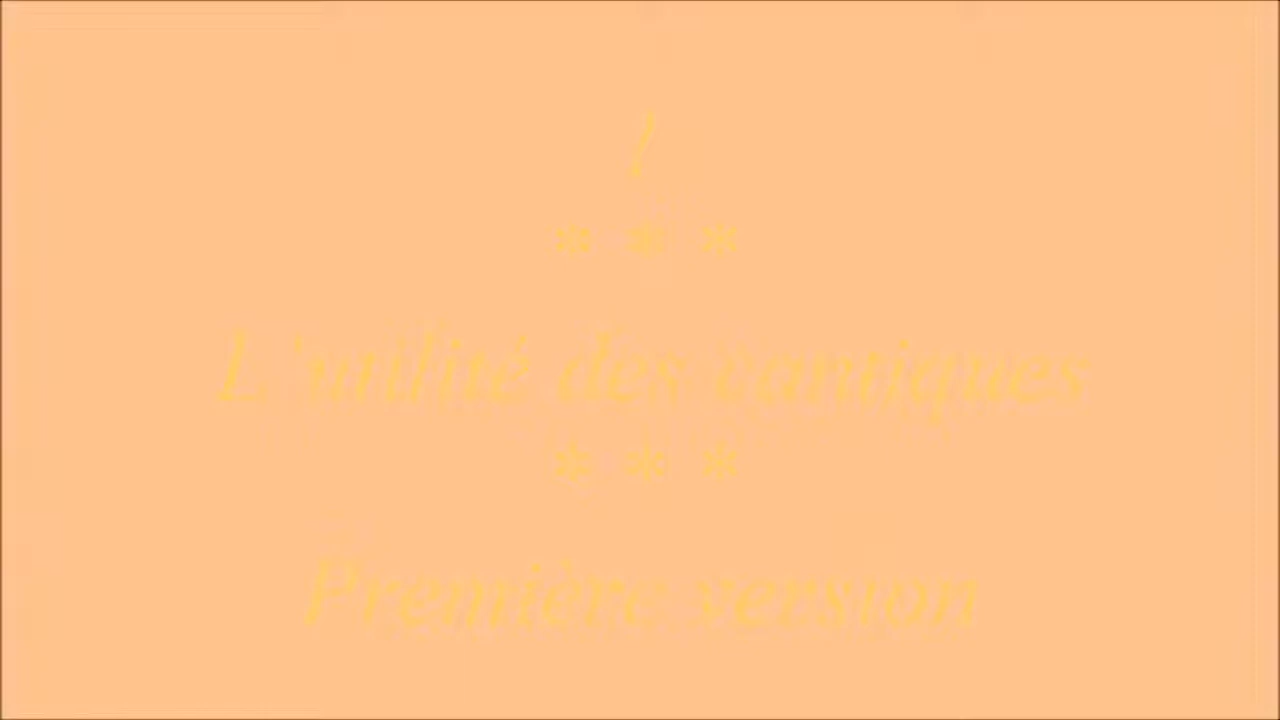 1
* * *
L'utilité des cantiques
* * *
Première version